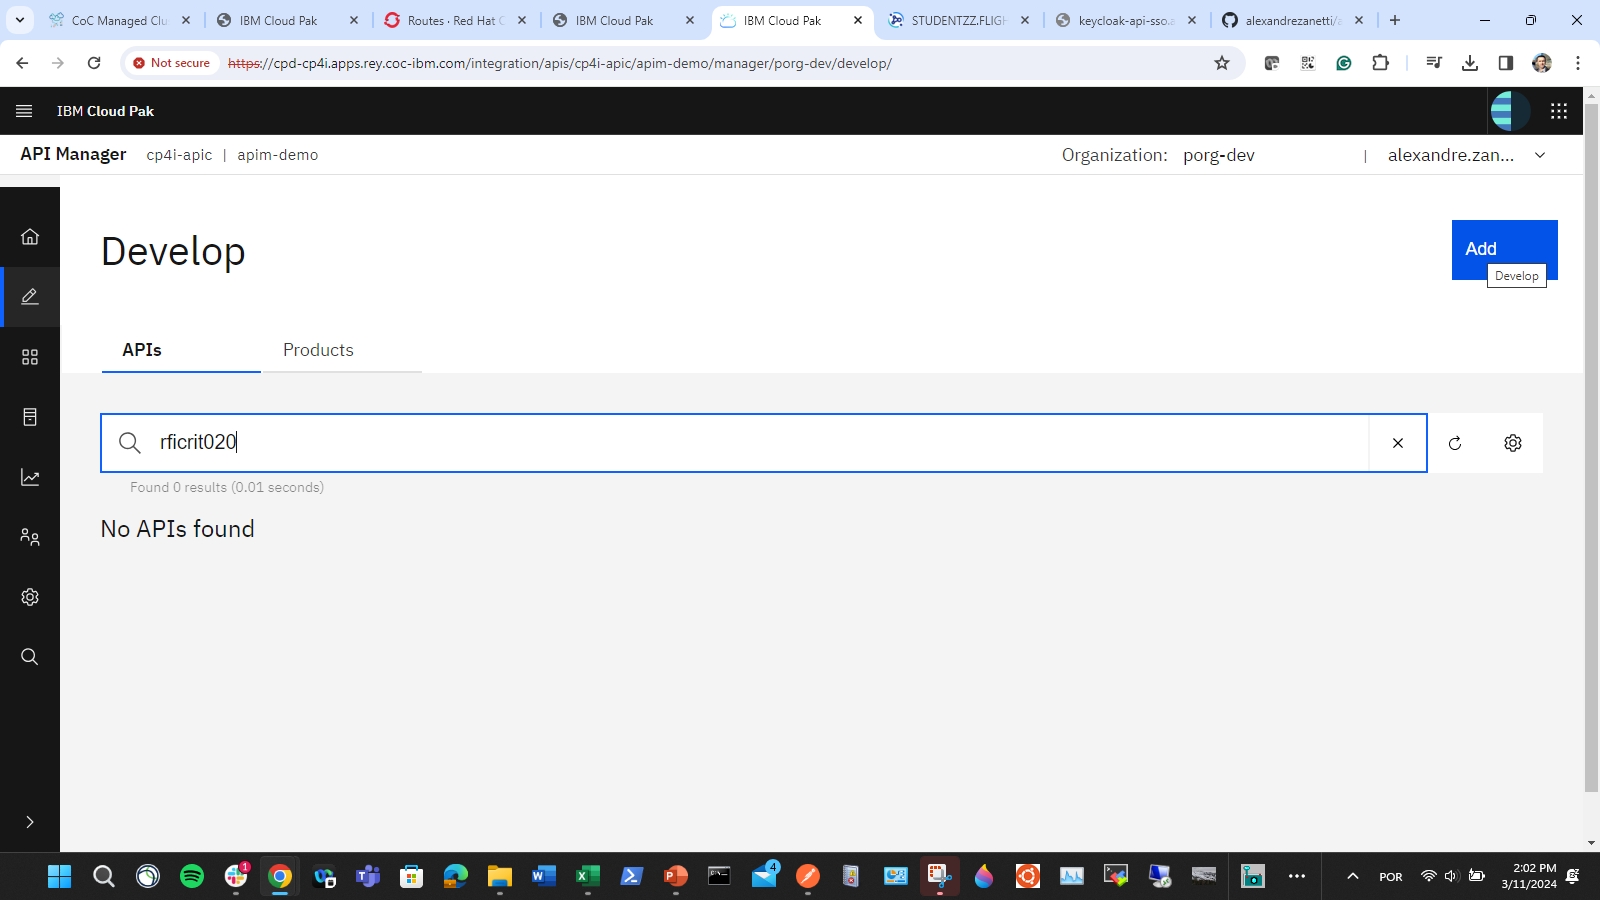 CoC Managed Clu
IBM Cloud Pak
Routes · Red Hat C
IBM Cloud Pak
IBM Cloud Pak
STUDENTZZ.FLIGH
keycloak-api-sso.a
alexandrezanetti/a
Not secure
https://cpd-cp4i.apps.rey.coc-ibm.com/integration/apis/cp4i-apic/apim-demo/manager/porg-dev/develop/
IBM Cloud Pak
API Manager cp4i-apic | apim-demo
Organization: porg-dev | alexandre.zan...
Develop
Add
Develop
APIs
Products
rficrit020
Found 0 results (0.01 seconds)
No APIs found
1
4
POR
2:02 PM
3/11/2024